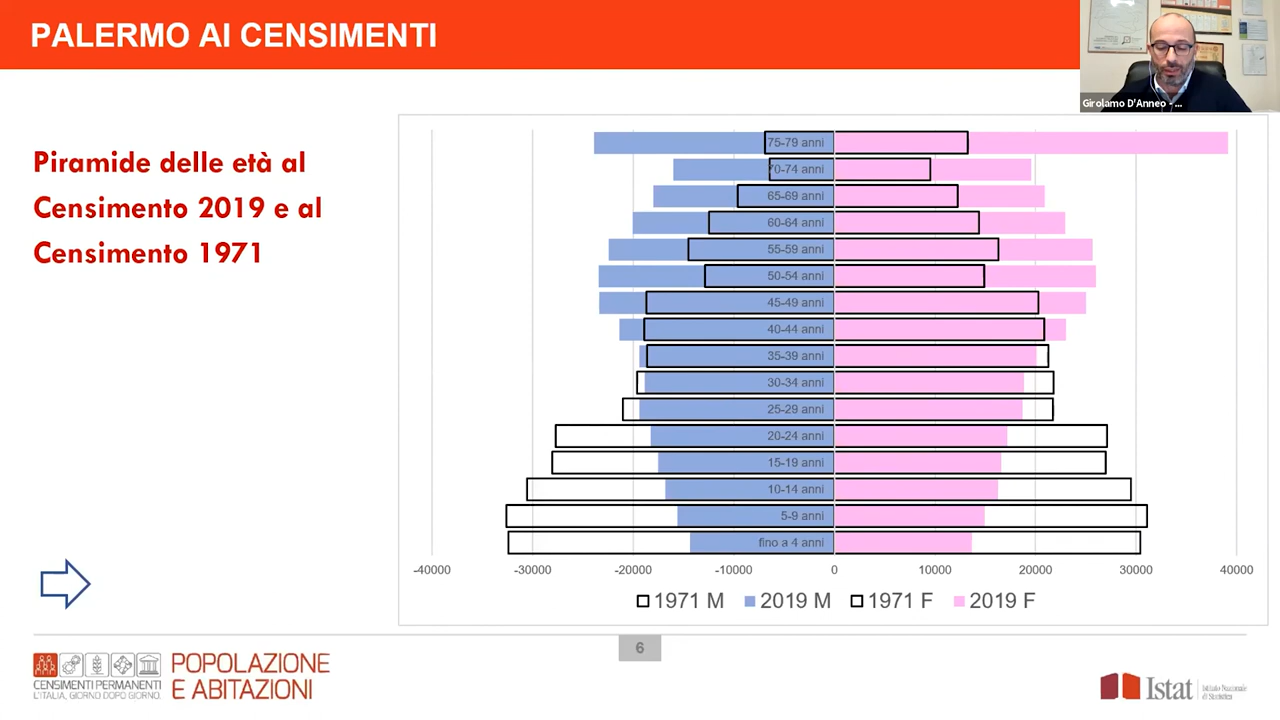 PALERMO AI CENSIMENTI
Girolamo D'Anneo - ...
Piramide delle età al
Censimento 2019 e al
Censimento 1971
75-79 anni
70-74 anni
65-69 anni
60-64 anni
55-59 anni
50-54 anni
45-49 anni
40-44 anni
35-39 anni
30-34 anni
25-29 anni
20-24 anni
15-19 anni
10-14 anni
5-9 anni
fino a 4 anni
-40000 -30000 -20000 -10000 0 10000 20000 30000 40000
1971 M 2019 M 1971 F 2019 F
6
CENSIMENTI PERMANENTI
L'ITALIA, GIORNO DOPO GIORNO.
POPOLAZIONE
E ABITAZIONI
Istat
Istituto Nazionale
di Statistica